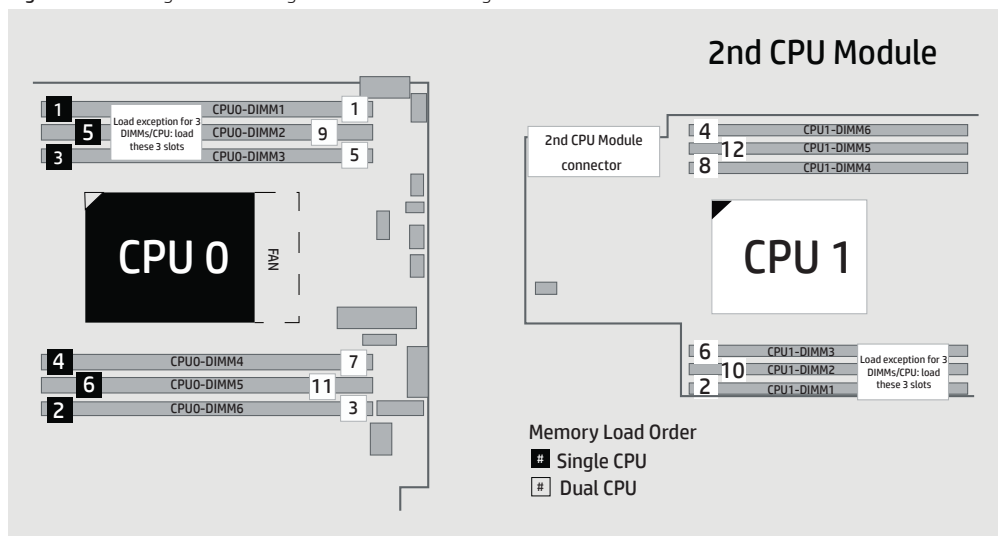 2nd CPU Module
1 CPU0-DIMM1 1
Load exception for 3
DIMMs/CPU: load
these 3 slots
5 CPU0-DIMM2 9
3 CPU0-DIMM3 5
CPU 0
FAN
4 CPU0-DIMM4 7
6 CPU0-DIMM5 11
2 CPU0-DIMM6 3
2nd CPU Module
connector
4 CPU1-DIMM6
12 CPU1-DIMM5
8 CPU1-DIMM4
CPU 1
6 CPU1-DIMM3
10 CPU1-DIMM2
2 CPU1-DIMM1
Load exception for 3
DIMMs/CPU: load
these 3 slots
Memory Load Order
# Single CPU
# Dual CPU